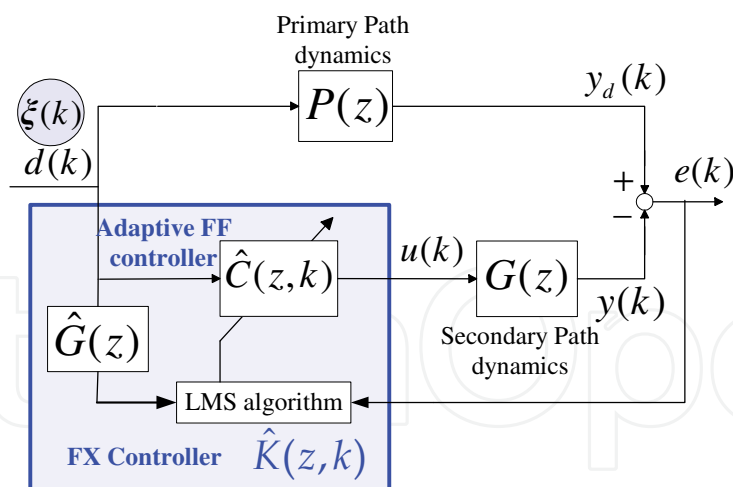 Primary Path
dynamics
ξ(k)
d(k)
P(z)
y_d(k)
+
−
e(k)
Adaptive FF
controller
Ĉ(z,k)
u(k)
G(z)
y(k)
Secondary Path
dynamics
Ĝ(z)
LMS algorithm
FX Controller
K̂(z,k)